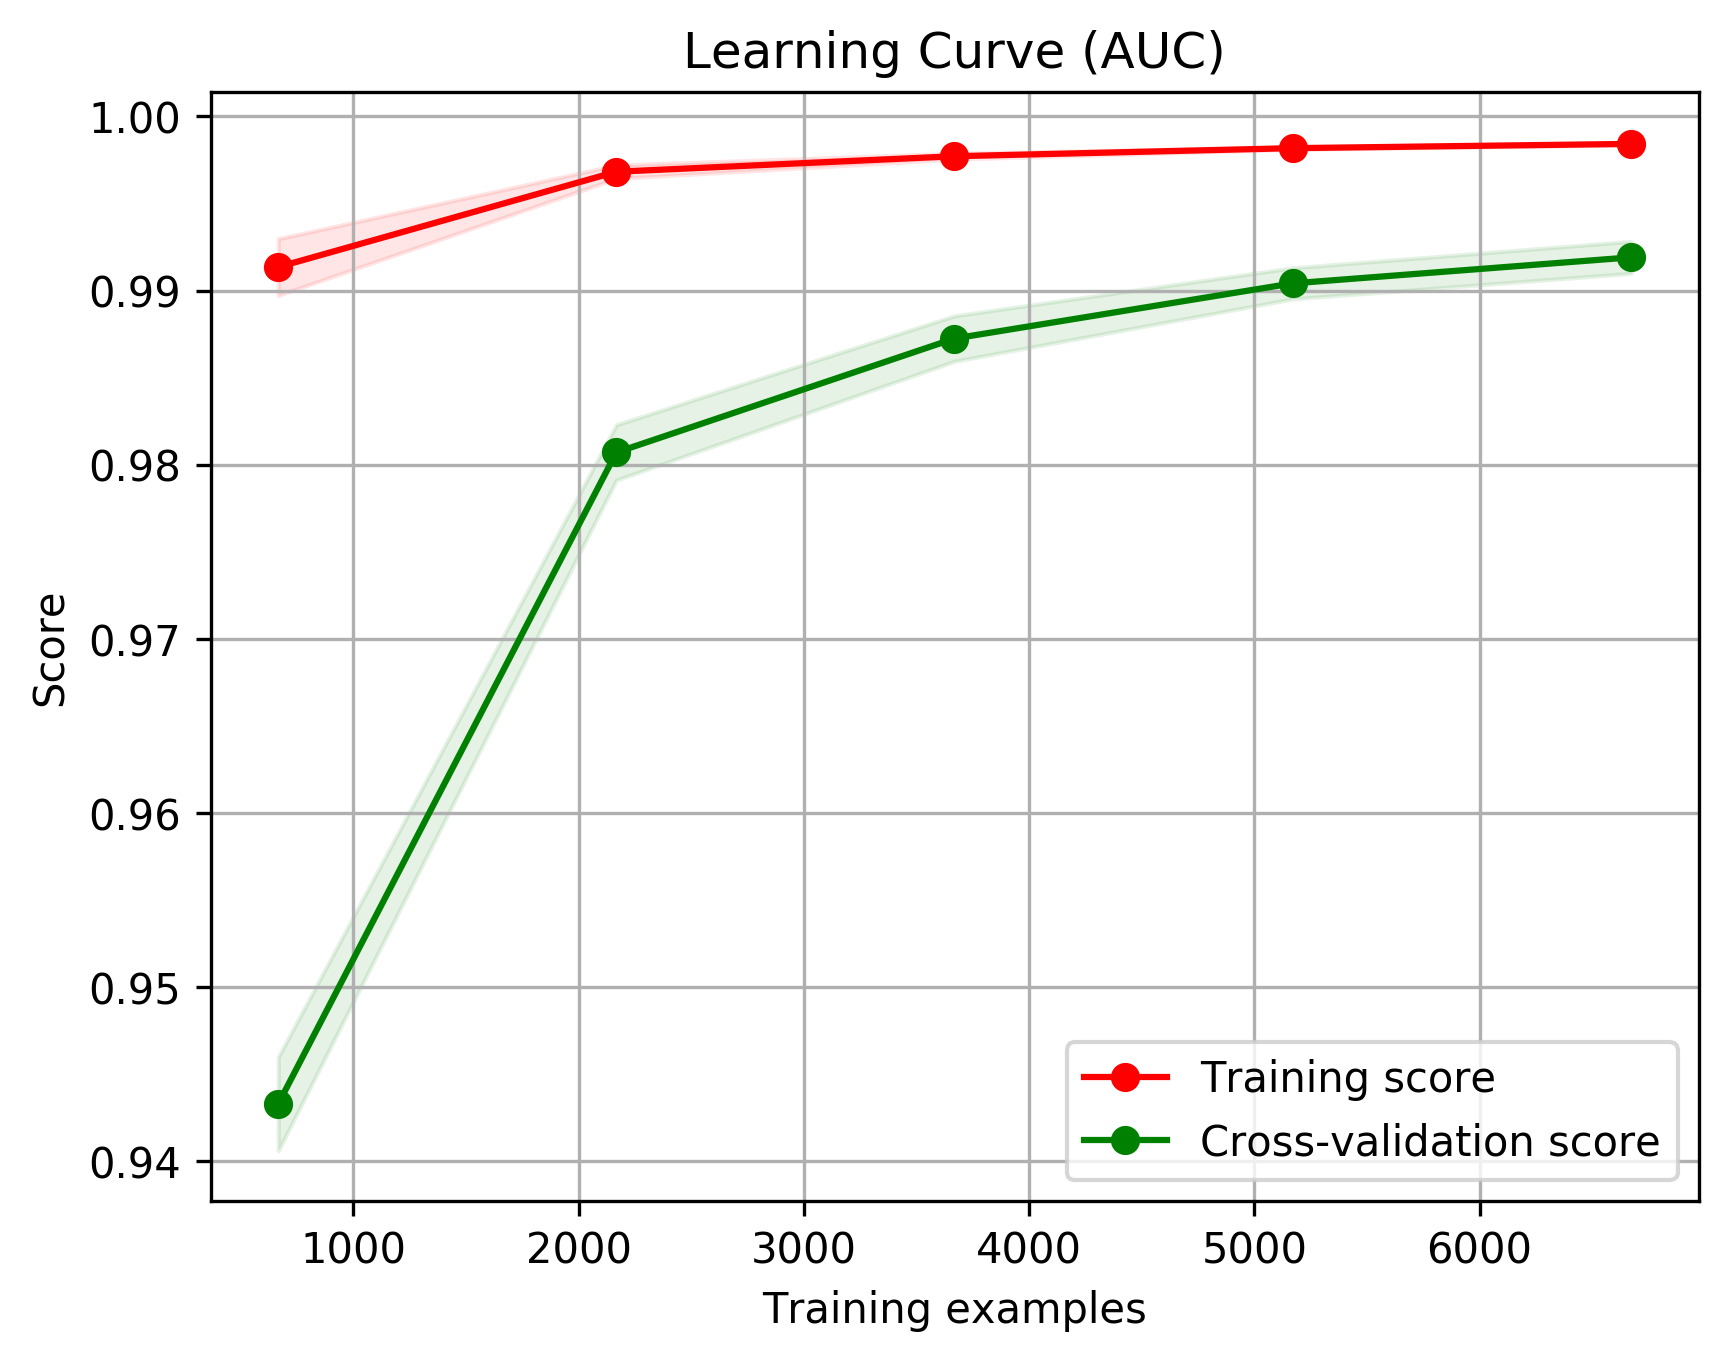 Learning Curve (AUC)
1.00
0.99
0.98
0.97
0.96
0.95
0.94
Score
1000 2000 3000 4000 5000 6000
Training examples
Training score
Cross-validation score